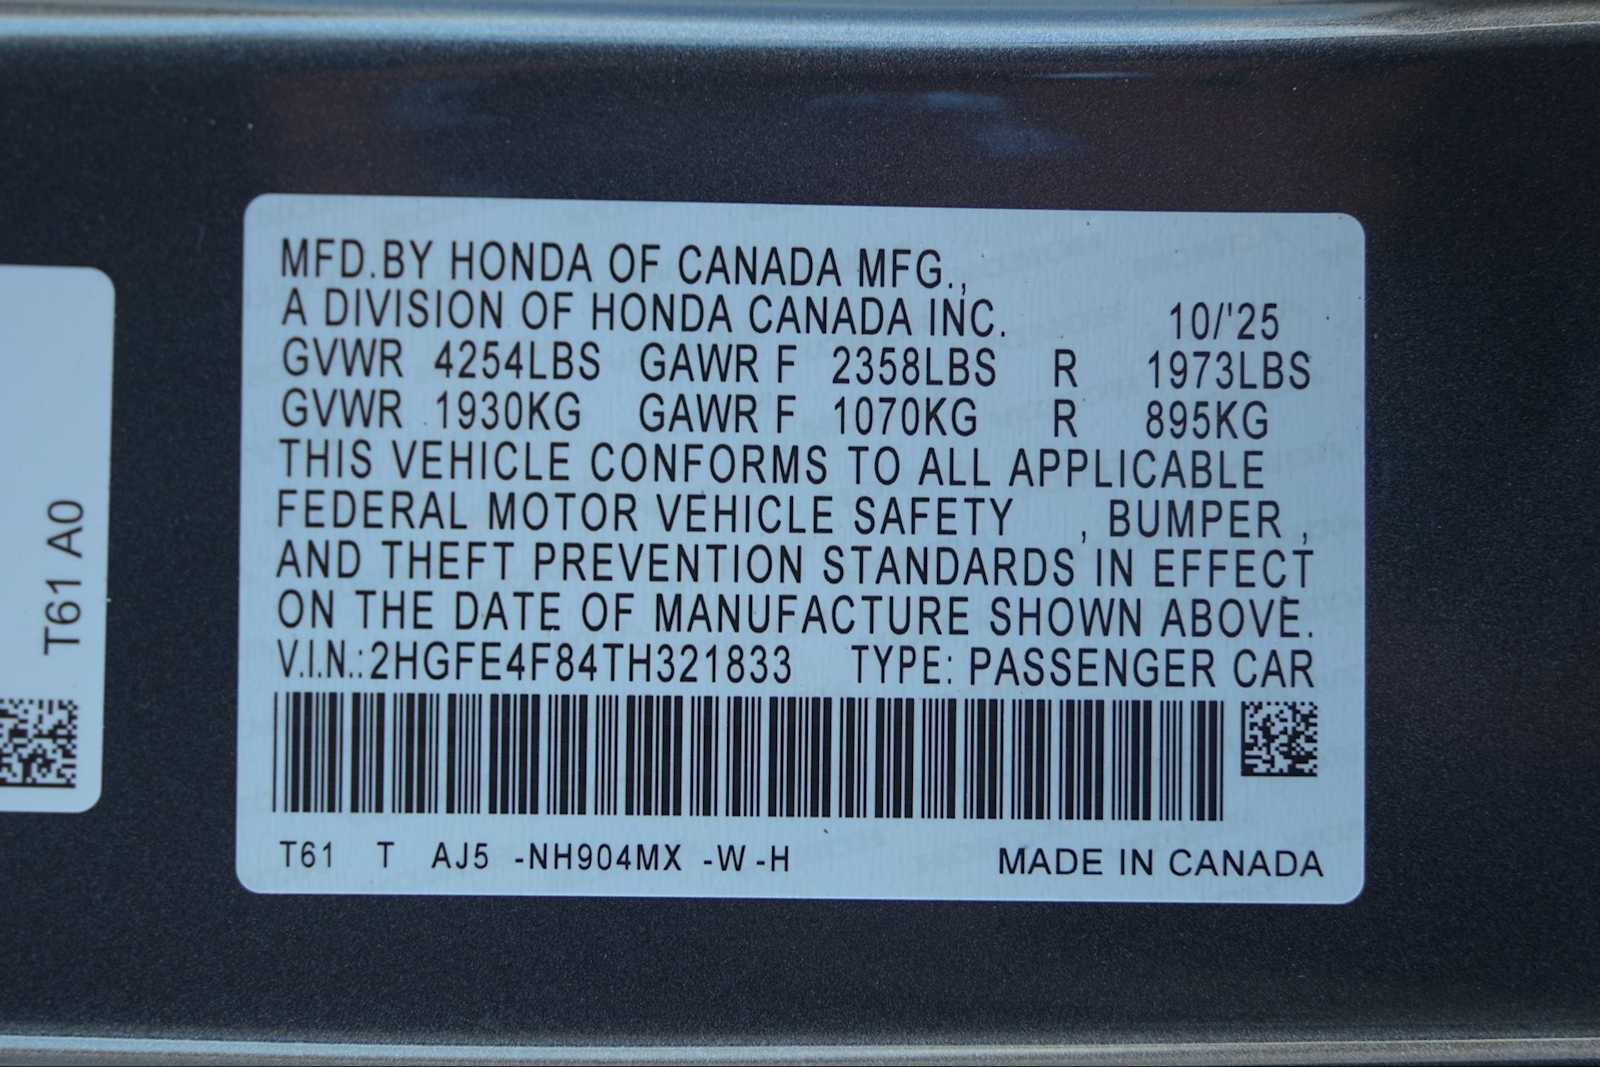 MFD.BY HONDA OF CANADA MFG.,
A DIVISION OF HONDA CANADA INC. 10/'25
GVWR 4254LBS GAWR F 2358LBS R 1973LBS
GVWR 1930KG GAWR F 1070KG R 895KG
THIS VEHICLE CONFORMS TO ALL APPLICABLE
FEDERAL MOTOR VEHICLE SAFETY , BUMPER ,
AND THEFT PREVENTION STANDARDS IN EFFECT
ON THE DATE OF MANUFACTURE SHOWN ABOVE.
V.I.N.:2HGFE4F84TH321833 TYPE: PASSENGER CAR
T61 T AJ5 -NH904MX -W -H MADE IN CANADA
T61 A0